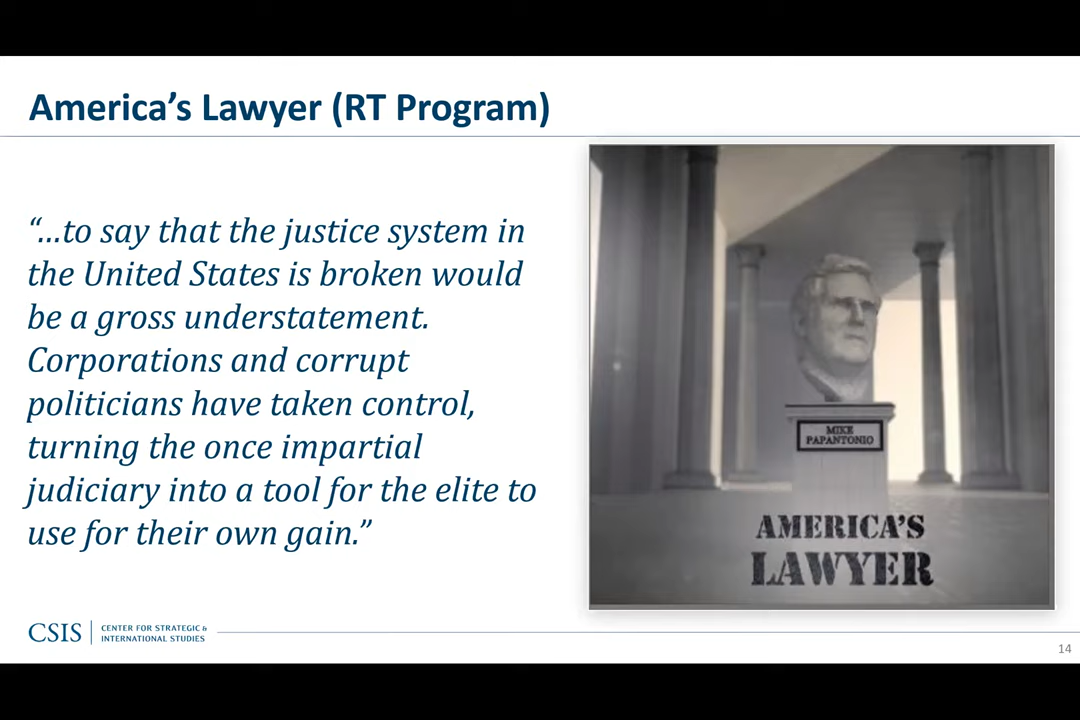 America’s Lawyer (RT Program)
“...to say that the justice system in
the United States is broken would
be a gross understatement.
Corporations and corrupt
politicians have taken control,
turning the once impartial
judiciary into a tool for the elite to
use for their own gain.”
MIKE
PAPANTONIO
AMERICA’S
LAWYER
CSIS
CENTER FOR STRATEGIC &
INTERNATIONAL STUDIES
14